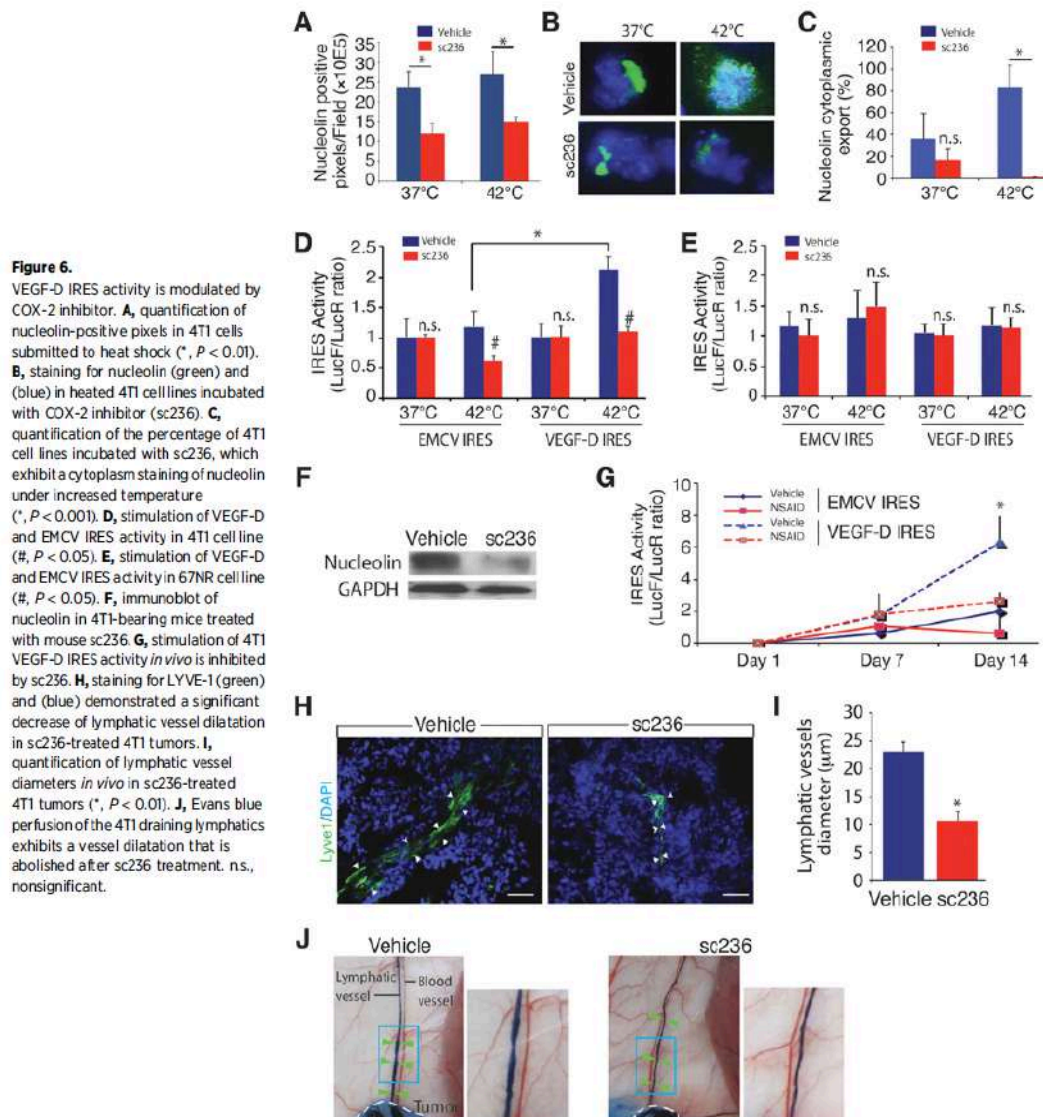 Figure 6.
VEGF-D IRES activity is modulated by
COX-2 inhibitor. A, quantification of
nucleolin-positive pixels in 4T1 cells
submitted to heat shock (*, P < 0.01).
B, staining for nucleolin (green) and
(blue) in heated 4T1 cell lines incubated
with COX-2 inhibitor (sc236). C,
quantification of the percentage of 4T1
cell lines incubated with sc236, which
exhibit a cytoplasm staining of nucleolin
under increased temperature
(*, P < 0.001). D, stimulation of VEGF-D
and EMCV IRES activity in 4T1 cell line
(#, P < 0.05). E, stimulation of VEGF-D
and EMCV IRES activity in 67NR cell line
(#, P < 0.05). F, immunoblot of
nucleolin in 4T1-bearing mice treated
with mouse sc236. G, stimulation of 4T1
VEGF-D IRES activity in vivo is inhibited
by sc236. H, staining for LYVE-1 (green)
and (blue) demonstrated a significant
decrease of lymphatic vessel dilatation
in sc236-treated 4T1 tumors. I,
quantification of lymphatic vessel
diameters in vivo in sc236-treated
4T1 tumors (*, P < 0.01). J, Evans blue
perfusion of the 4T1 draining lymphatics
exhibits a vessel dilatation that is
abolished after sc236 treatment. n.s.,
nonsignificant.
A
Vehicle
sc236
Nucleolin positive
pixels/Field (×10E5)
35
30
25
20
15
10
5
0
*
*
37°C
42°C
B
37°C
42°C
Vehicle
sc236
C
Vehicle
sc236
Nucleolin cytoplasmic
export (%)
120
100
80
60
40
20
0
n.s.
*
37°C
42°C
D
Vehicle
sc236
IRES Activity
(LucF/LucR ratio)
2.5
2
1.5
1
0.5
0
*
n.s.
#
n.s.
#
37°C
42°C
37°C
42°C
EMCV IRES
VEGF-D IRES
E
Vehicle
sc236
IRES Activity
(LucF/LucR ratio)
2.5
2
1.5
1
0.5
0
n.s.
n.s.
n.s.
n.s.
37°C
42°C
37°C
42°C
EMCV IRES
VEGF-D IRES
F
Vehicle sc236
Nucleolin
GAPDH
G
Vehicle
NSAID
EMCV IRES
Vehicle
NSAID
VEGF-D IRES
IRES Activity
(LucF/LucR ratio)
10
8
6
4
2
0
*
Day 1
Day 7
Day 14
H
Vehicle
sc236
Lyve1/DAPI
I
Lymphatic vessels
diameter (µm)
30
25
20
15
10
5
0
*
Vehicle sc236
J
Vehicle
sc236
Lymphatic
vessel
Blood
vessel
Tumor